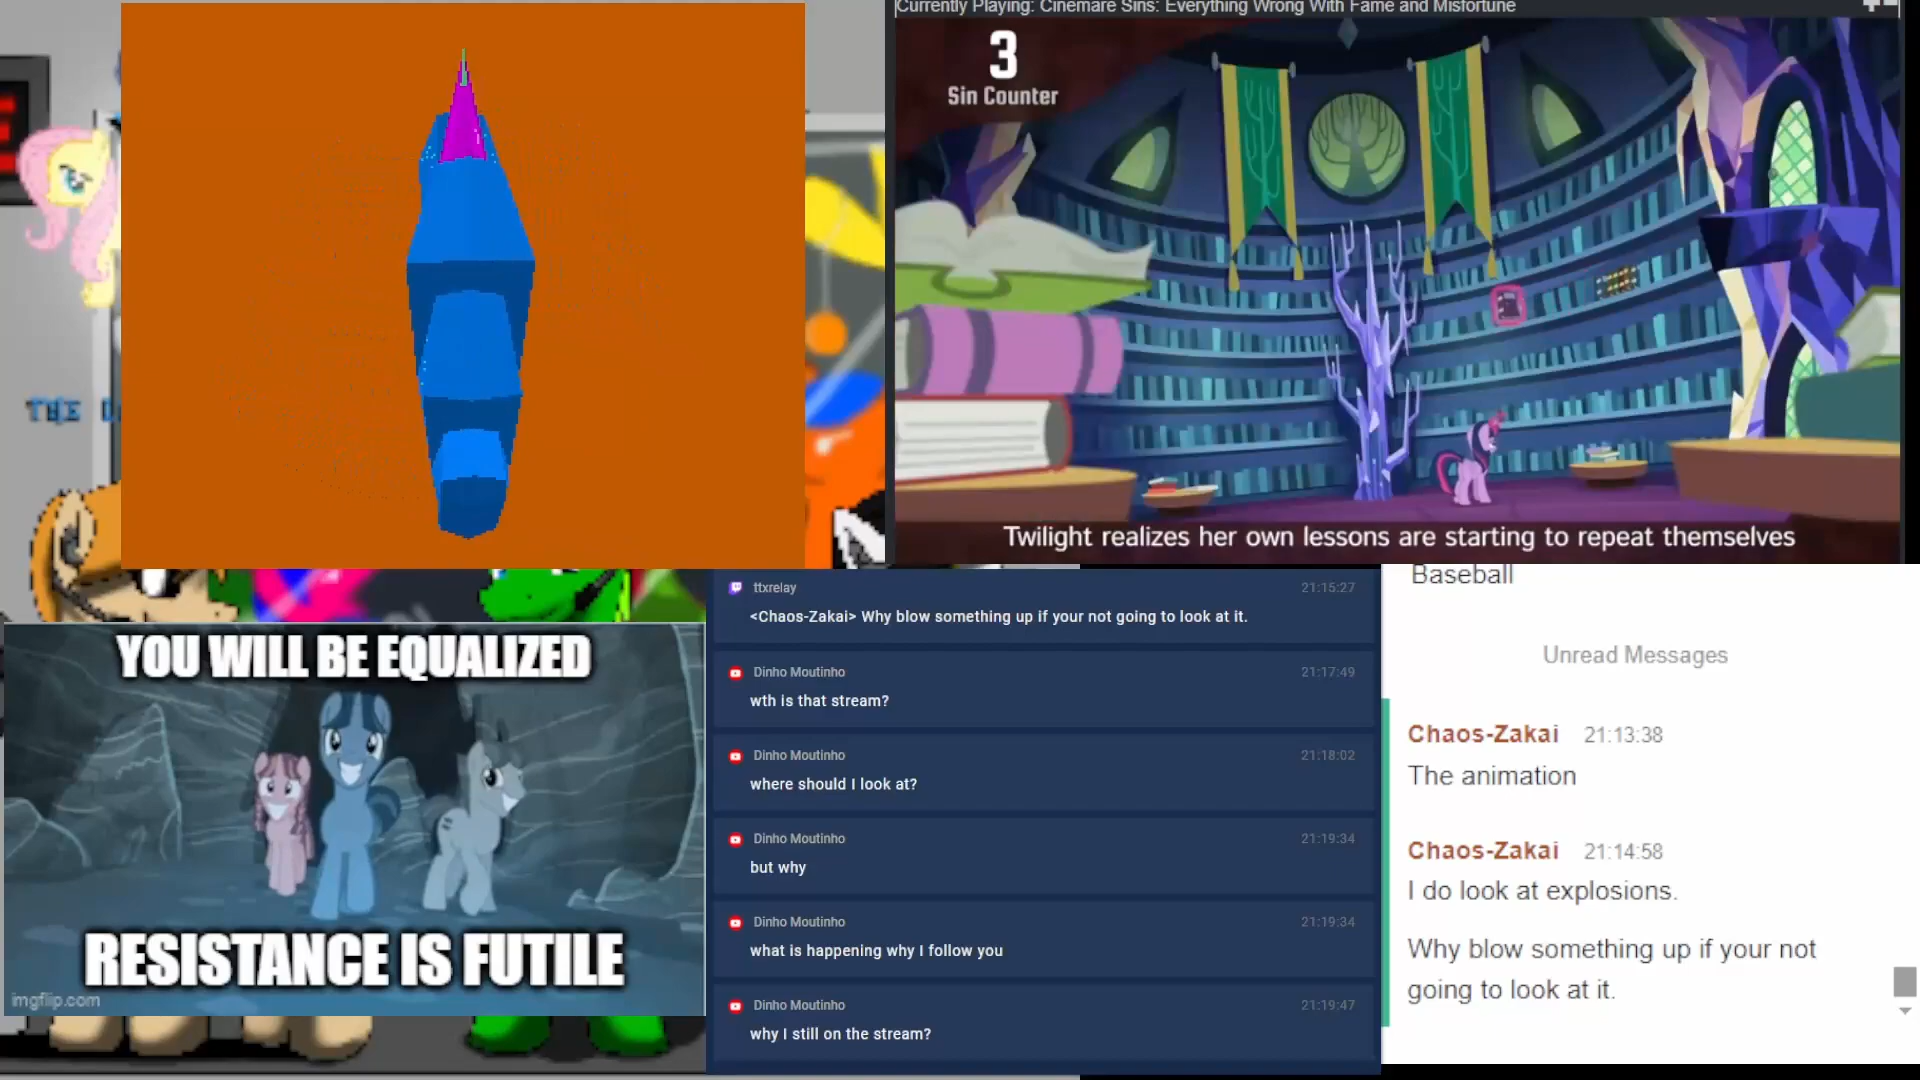 Currently Playing: Cinemare Sins: Everything Wrong With Fame and Misfortune
3
Sin Counter
Twilight realizes her own lessons are starting to repeat themselves
THE
YOU WILL BE EQUALIZED
RESISTANCE IS FUTILE
imgflip.com
ttxrelay 21:15:27
<Chaos-Zakai> Why blow something up if your not going to look at it.
Dinho Moutinho 21:17:49
wth is that stream?
Dinho Moutinho 21:18:02
where should I look at?
Dinho Moutinho 21:19:34
but why
Dinho Moutinho 21:19:34
what is happening why I follow you
Dinho Moutinho 21:19:47
why I still on the stream?
Baseball
Unread Messages
Chaos-Zakai 21:13:38
The animation
Chaos-Zakai 21:14:58
I do look at explosions.
Why blow something up if your not
going to look at it.